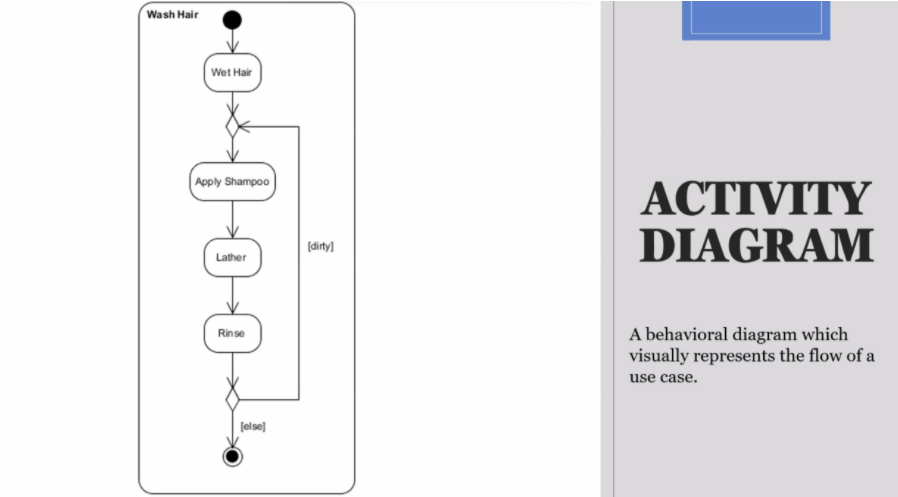 Wash Hair
Wet Hair
Apply Shampoo
[dirty]
Lather
Rinse
[else]
ACTIVITY
DIAGRAM
A behavioral diagram which
visually represents the flow of a
use case.